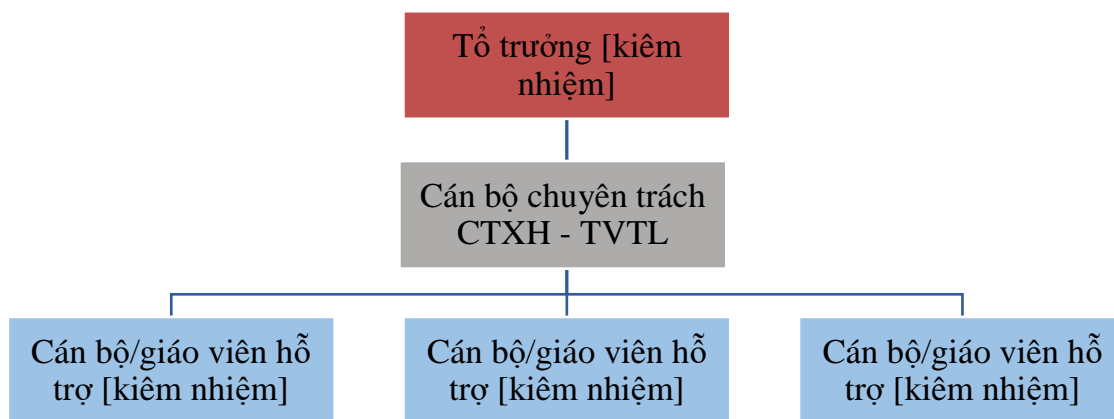 Tổ trưởng [kiêm
nhiệm]
Cán bộ chuyên trách
CTXH - TVTL
Cán bộ/giáo viên hỗ
trợ [kiêm nhiệm]
Cán bộ/giáo viên hỗ
trợ [kiêm nhiệm]
Cán bộ/giáo viên hỗ
trợ [kiêm nhiệm]